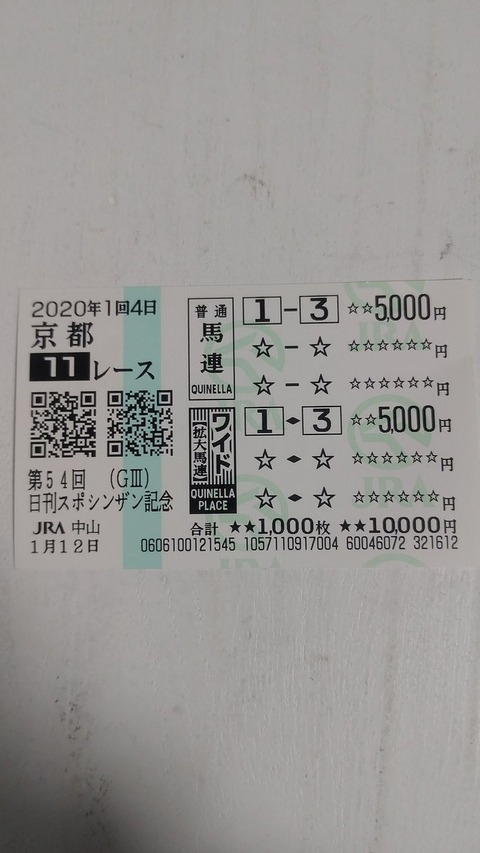 2020年1回4日
京都
11レース
第54回 (GⅢ)
日刊スポシンザン記念
JRA 中山
1月12日
普通
馬連
QUINELLA
1-3 ☆☆5,000円
☆-☆ ☆☆☆☆☆☆円
☆-☆ ☆☆☆☆☆☆円
ワイド
【拡大馬連】
QUINELLA
PLACE
1◆3 ☆☆5,000円
☆◆☆ ☆☆☆☆☆☆円
☆◆☆ ☆☆☆☆☆☆円
合計 ★★1,000枚 ★★10,000円
0606100121545 1057110917004 60046072 321612
JRA
JRA